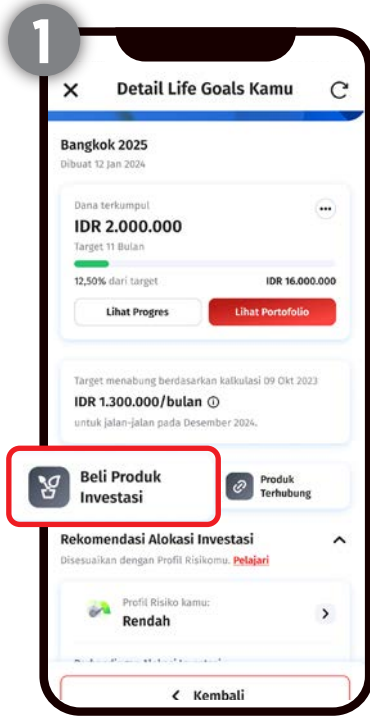 1
Detail Life Goals Kamu
Bangkok 2025
Dibuat 12 Jan 2024
Dana terkumpul
IDR 2.000.000
Target 11 Bulan
12,50% dari target IDR 16.000.000
Lihat Progres Lihat Portofolio
Target menabung berdasarkan kalkulasi 09 Okt 2023
IDR 1.300.000/bulan
untuk jalan-jalan pada Desember 2024.
Beli Produk
Investasi
Produk
Terhubung
Rekomendasi Alokasi Investasi
Disesuaikan dengan Profil Risikomu. Pelajari
Profil Risiko kamu:
Rendah
Kembali